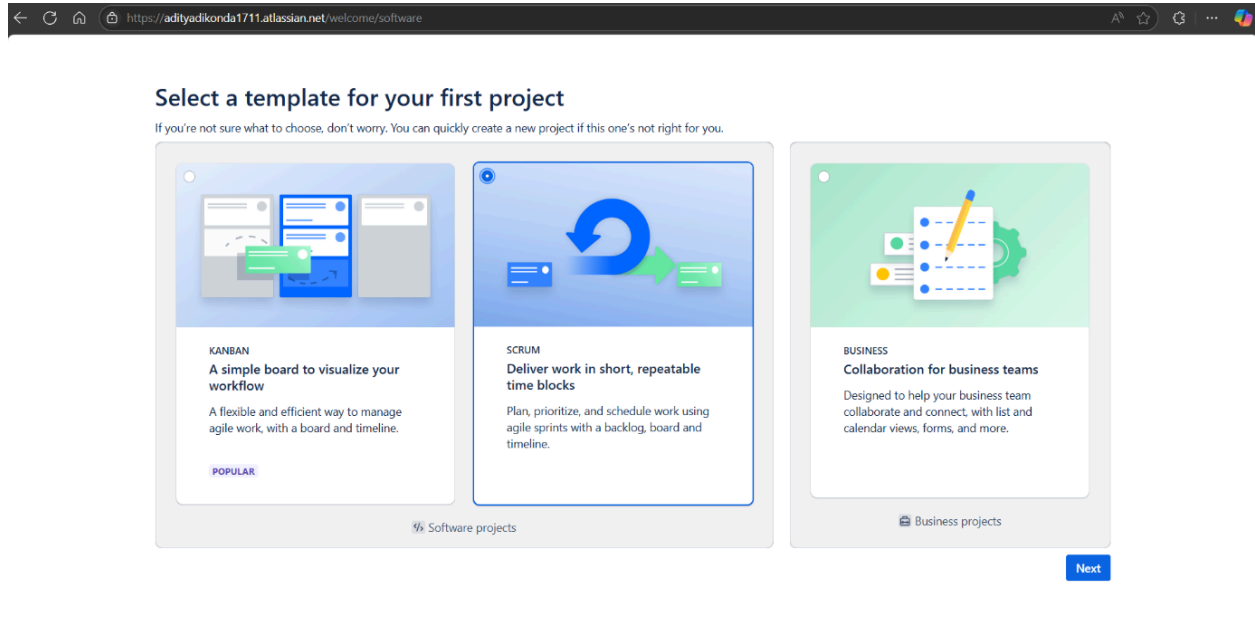 https://adityadikonda1711.atlassian.net/welcome/software
Select a template for your first project
If you're not sure what to choose, don't worry. You can quickly create a new project if this one's not right for you.
KANBAN
A simple board to visualize your
workflow
A flexible and efficient way to manage
agile work, with a board and timeline.
POPULAR
SCRUM
Deliver work in short, repeatable
time blocks
Plan, prioritize, and schedule work using
agile sprints with a backlog, board and
timeline.
Software projects
BUSINESS
Collaboration for business teams
Designed to help your business team
collaborate and connect, with list and
calendar views, forms, and more.
Business projects
Next